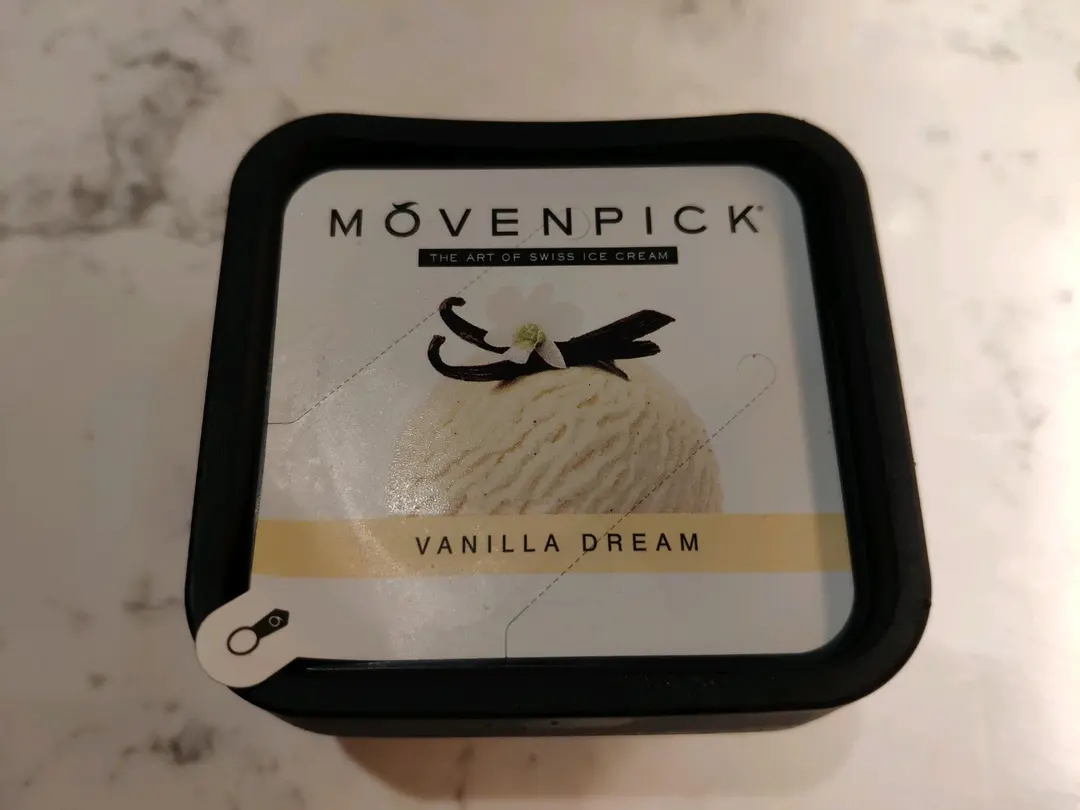 MÖVENPICK®
THE ART OF SWISS ICE CREAM
VANILLA DREAM